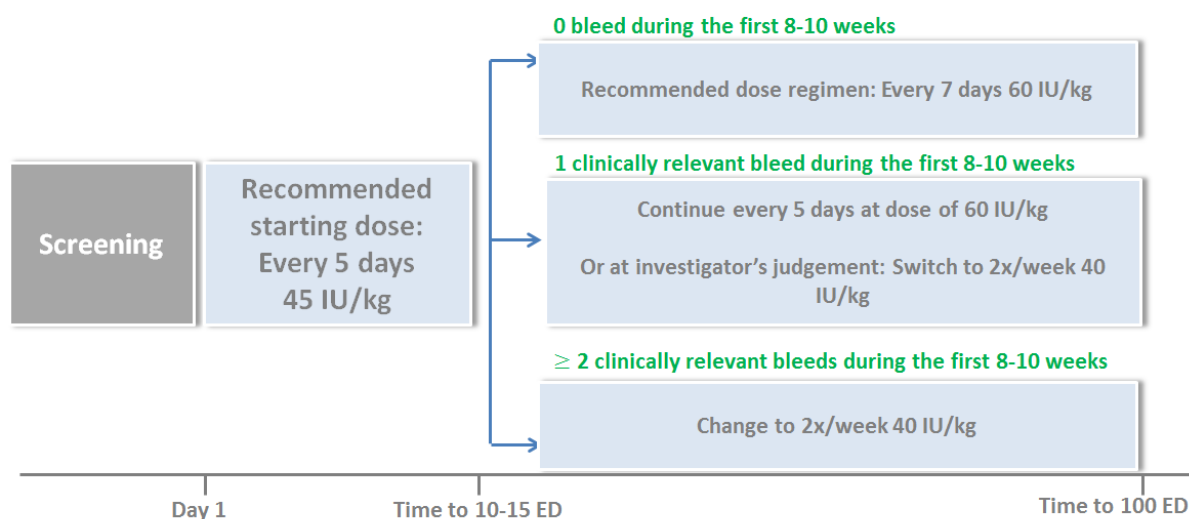 0 bleed during the first 8-10 weeks
Recommended dose regimen: Every 7 days 60 IU/kg
1 clinically relevant bleed during the first 8-10 weeks
Screening
Recommended
starting dose:
Every 5 days
45 IU/kg
Continue every 5 days at dose of 60 IU/kg
Or at investigator’s judgement: Switch to 2x/week 40
IU/kg
≥ 2 clinically relevant bleeds during the first 8-10 weeks
Change to 2x/week 40 IU/kg
Day 1
Time to 10-15 ED
Time to 100 ED